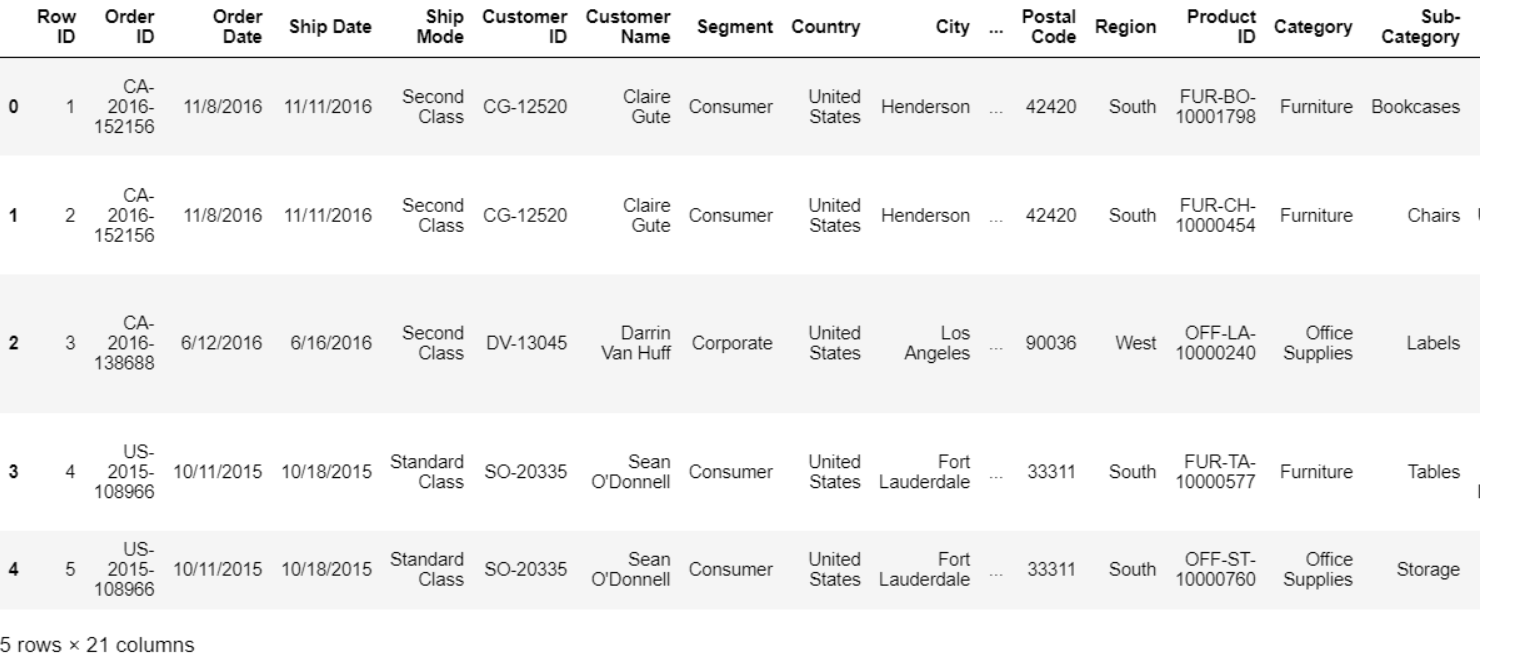 Row ID Order ID Order Date Ship Date Ship Mode Customer ID Customer Name Segment Country City ... Postal Code Region Product ID Category Sub-Category
0 1 CA-2016-152156 11/8/2016 11/11/2016 Second Class CG-12520 Claire Gute Consumer United States Henderson ... 42420 South FUR-BO-10001798 Furniture Bookcases
1 2 CA-2016-152156 11/8/2016 11/11/2016 Second Class CG-12520 Claire Gute Consumer United States Henderson ... 42420 South FUR-CH-10000454 Furniture Chairs
2 3 CA-2016-138688 6/12/2016 6/16/2016 Second Class DV-13045 Darrin Van Huff Corporate United States Los Angeles ... 90036 West OFF-LA-10000240 Office Supplies Labels
3 4 US-2015-108966 10/11/2015 10/18/2015 Standard Class SO-20335 Sean O'Donnell Consumer United States Fort Lauderdale ... 33311 South FUR-TA-10000577 Furniture Tables
4 5 US-2015-108966 10/11/2015 10/18/2015 Standard Class SO-20335 Sean O'Donnell Consumer United States Fort Lauderdale ... 33311 South OFF-ST-10000760 Office Supplies Storage
5 rows × 21 columns